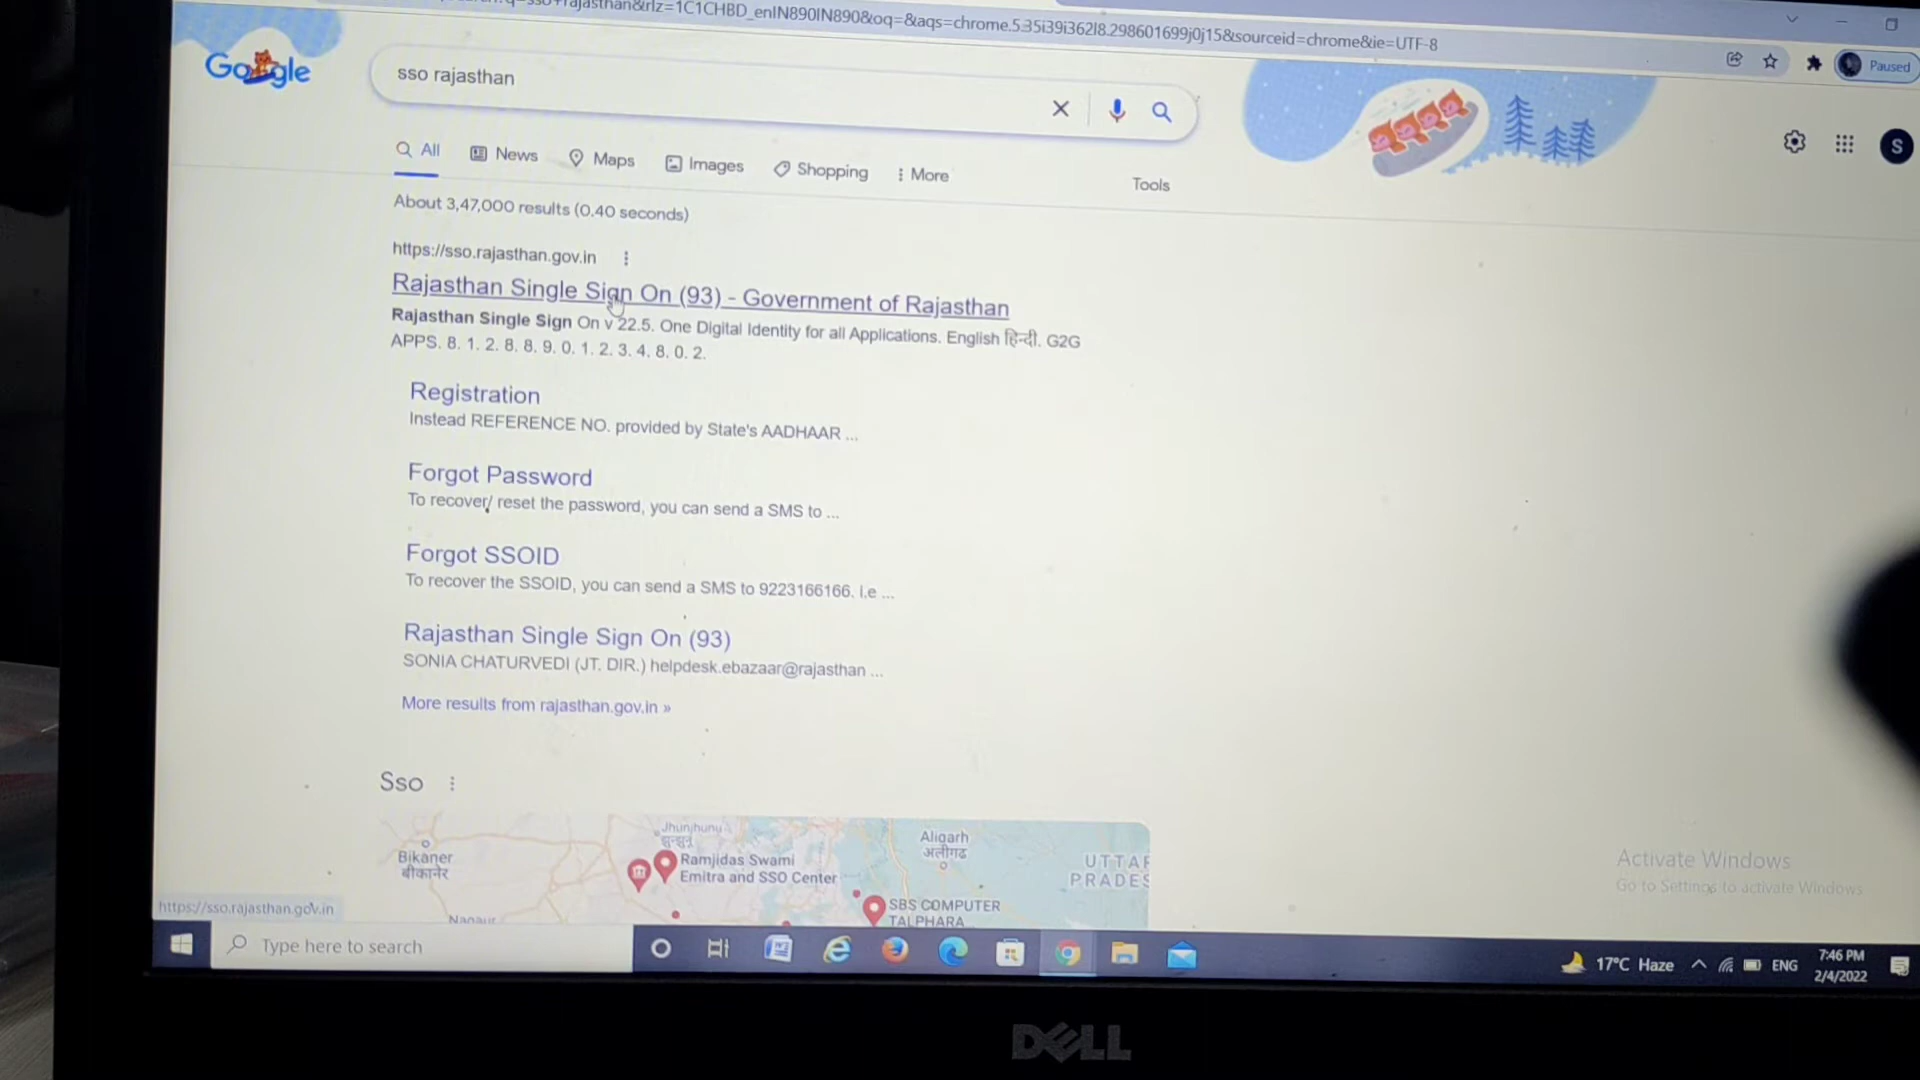 rajasthan&rlz=1C1CHBD_enIN890IN890&oq=&aqs=chrome.5.35i39i362l8.298601699j0j15&sourceid=chrome&ie=UTF-8
Paused
Google
sso rajasthan
S
All News Maps Images Shopping More
Tools
About 3,47,000 results (0.40 seconds)
https://sso.rajasthan.gov.in
Rajasthan Single Sign On (93) - Government of Rajasthan
Rajasthan Single Sign On v 22.5. One Digital Identity for all Applications. English हिन्दी. G2G
APPS. 8. 1. 2. 8. 8. 9. 0. 1. 2. 3. 4. 8. 0. 2.
Registration
Instead REFERENCE NO. provided by State's AADHAAR ...
Forgot Password
To recover/ reset the password, you can send a SMS to ...
Forgot SSOID
To recover the SSOID, you can send a SMS to 9223166166. I.e ...
Rajasthan Single Sign On (93)
SONIA CHATURVEDI (JT. DIR.) helpdesk.ebazaar@rajasthan ...
More results from rajasthan.gov.in »
Sso
Jhunjhunu
झुन्झुनू
Bikaner
बीकानेर
Ramjidas Swami
Emitra and SSO Center
Aligarh
अलीगढ़
UTTAR
PRADES
SBS COMPUTER
TALPHARA
Nagaur
https://sso.rajasthan.gov.in
Activate Windows
Go to Settings to activate Windows
Type here to search
17°C Haze
ENG
7:46 PM
2/4/2022
DELL